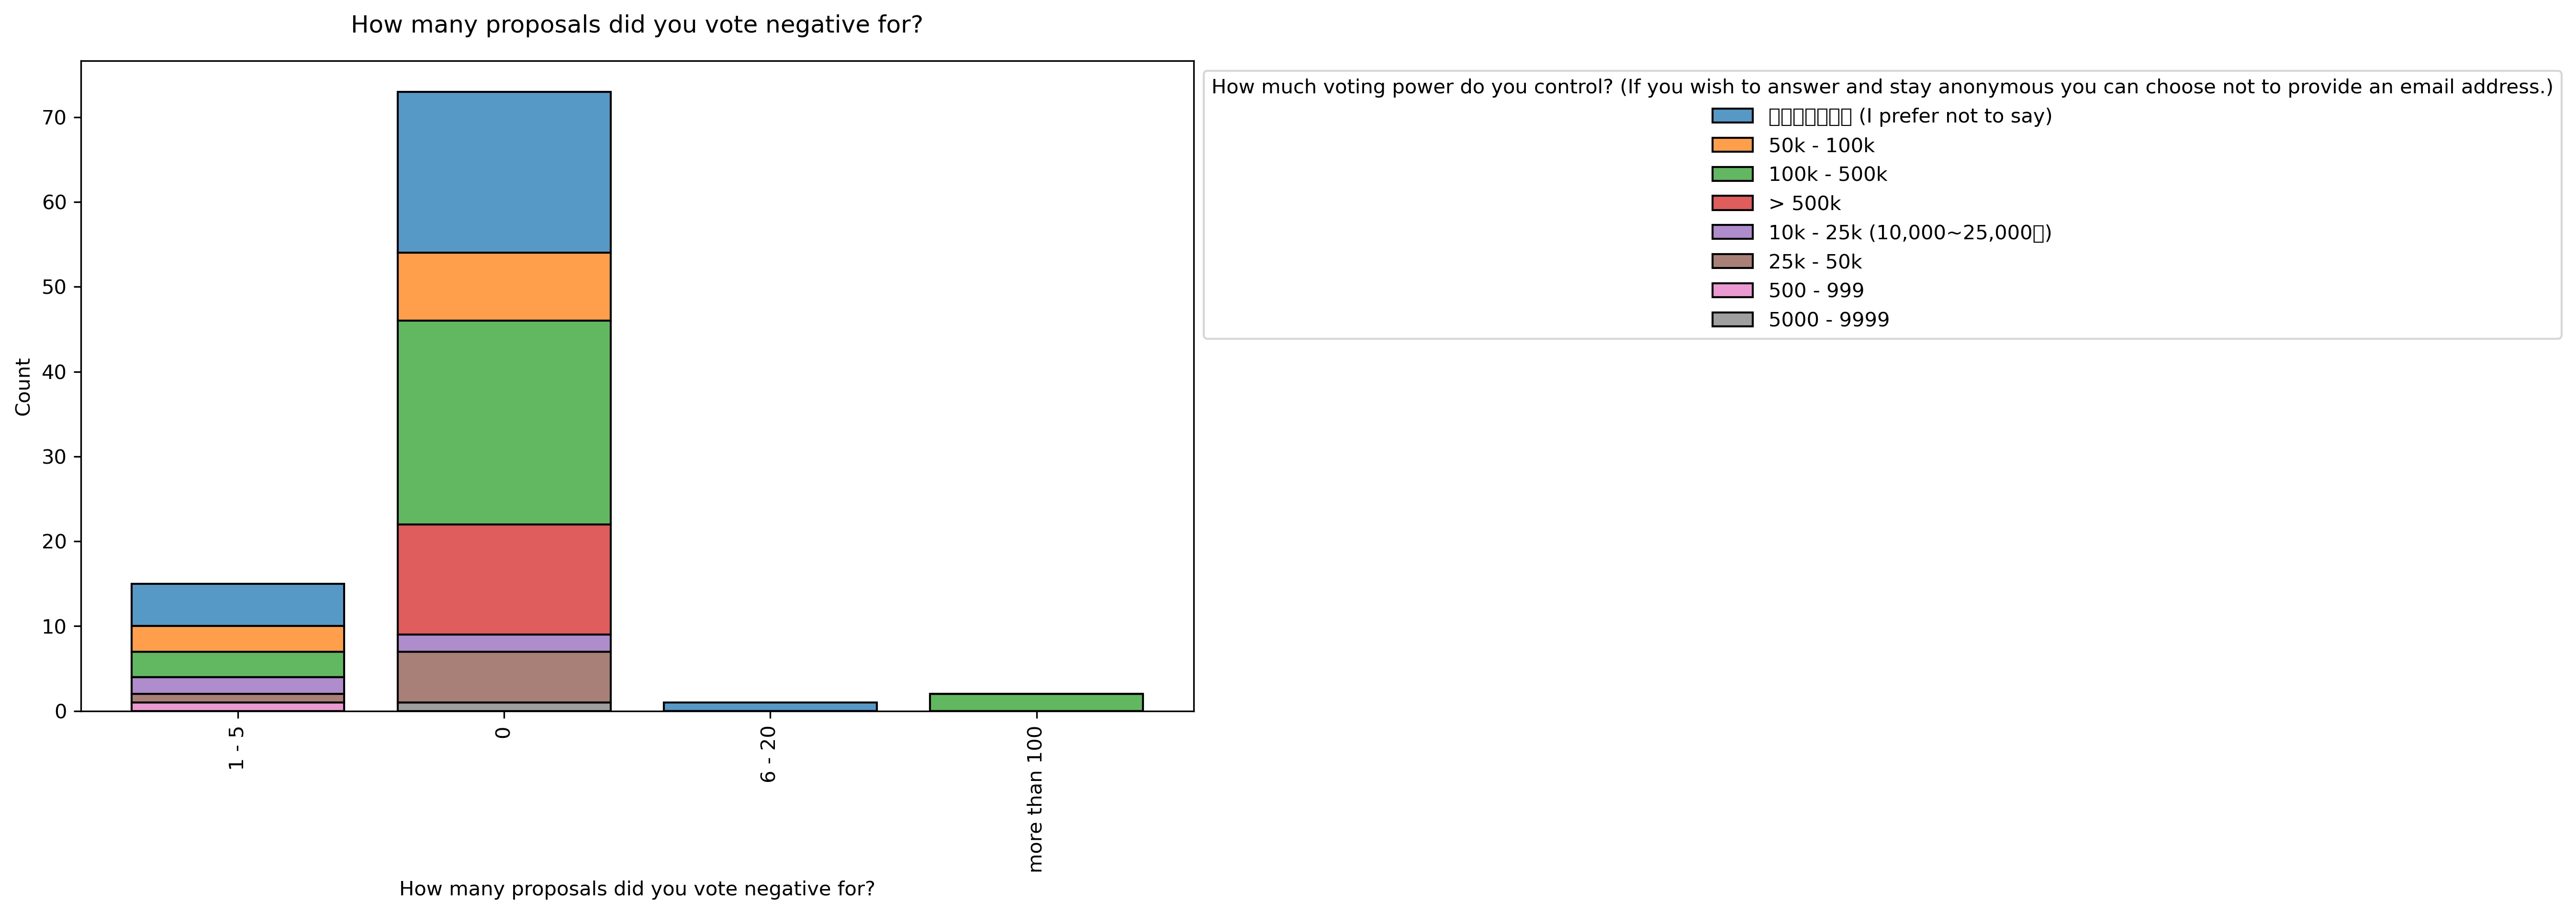 How many proposals did you vote negative for?
Count
70
60
50
40
30
20
10
0
1 - 5
0
6 - 20
more than 100
How many proposals did you vote negative for?
How much voting power do you control? (If you wish to answer and stay anonymous you can choose not to provide an email address.)
(I prefer not to say)
50k - 100k
100k - 500k
> 500k
10k - 25k (10,000~25,000)
25k - 50k
500 - 999
5000 - 9999